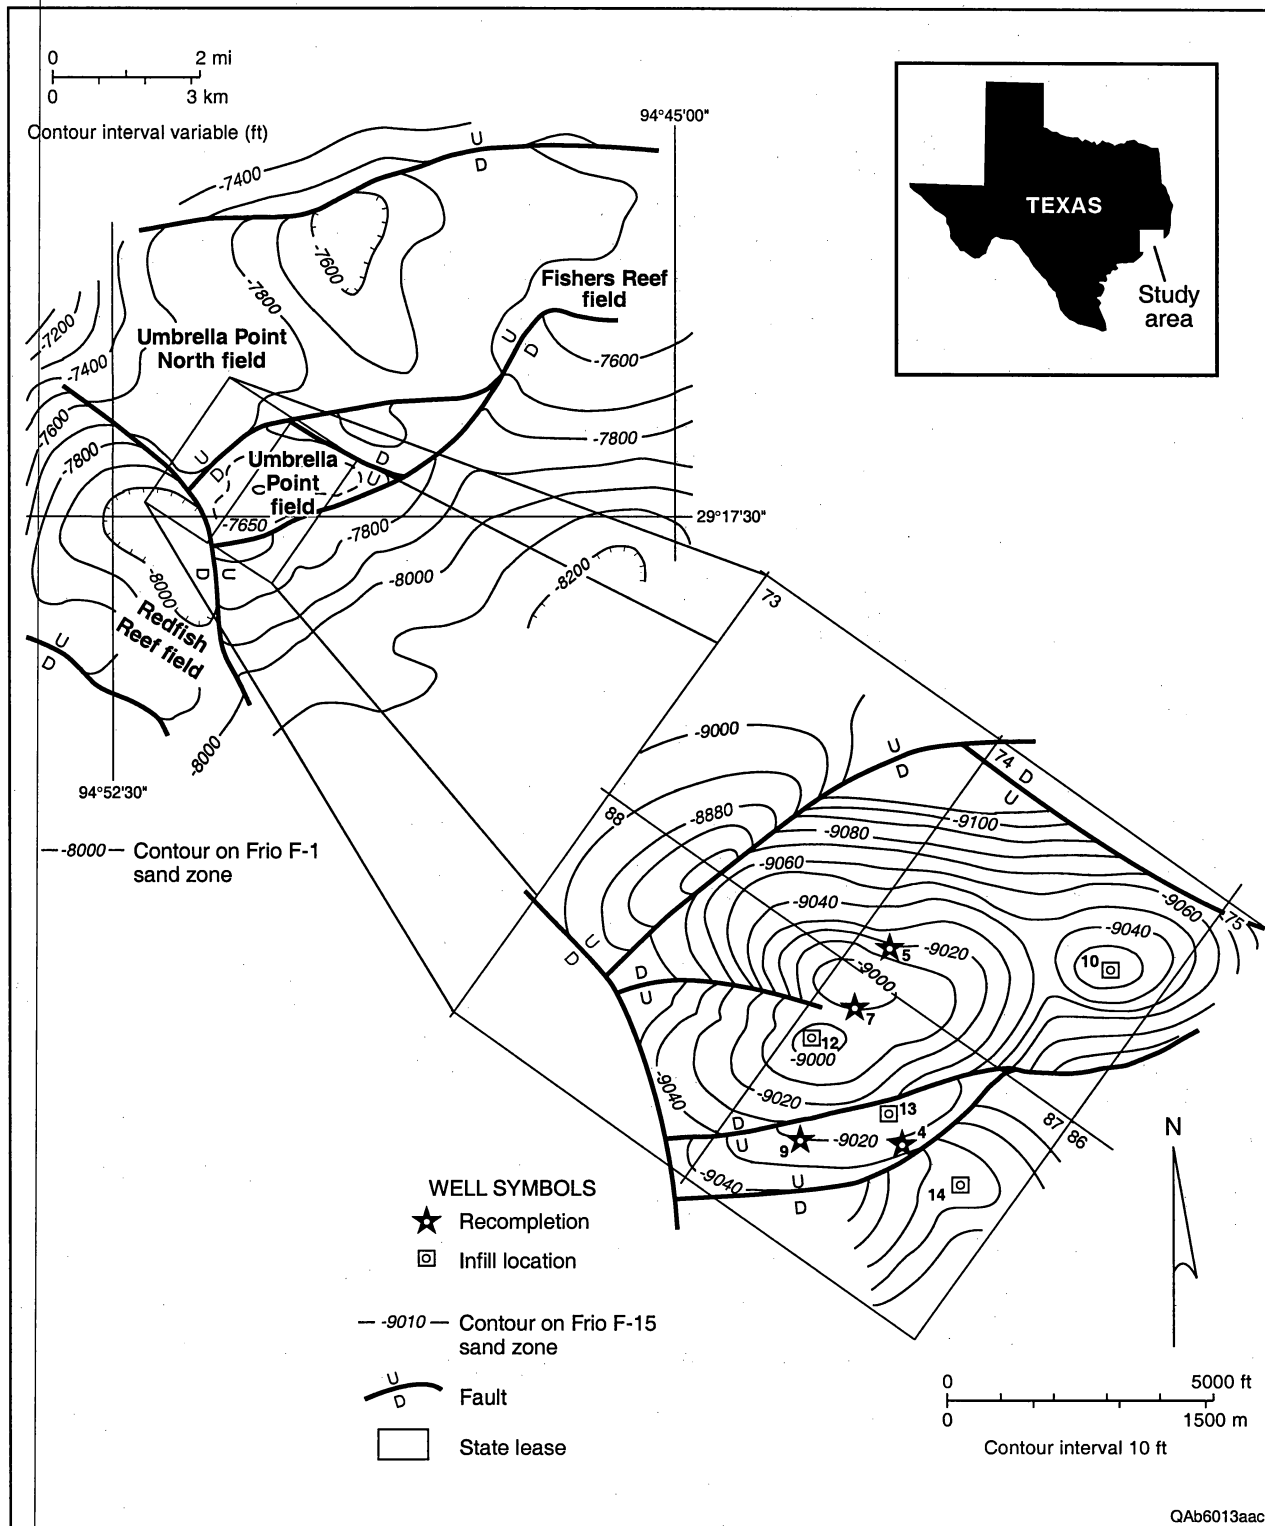 0 2 mi
0 3 km
Contour interval variable (ft)
94°45'00"
TEXAS
Study
area
U
D
-7400
-7600
-7800
Fishers Reef
field
-7200
-7400
Umbrella Point
North field
U
D
-7600
-7600
-7800
-7800
U
D
Umbrella
Point
field
D
U
-7650
-7800
29°17'30"
-8000
-8200
-8000
D U
Redfish
Reef field
U
D
-8000
94°52'30"
-8000 Contour on Frio F-1
sand zone
73
-9000
U
D
74
D
U
88
-8880
-9100
-9080
-9060
-9040
-9060
75
-9040
U
D
5
-9020
10
D
U
-9000
7
12
-9000
-9040
-9020
13
D
U
9
-9020
4
87
86
N
-9040
U
D
14
WELL SYMBOLS
Recompletion
Infill location
-9010 Contour on Frio F-15
sand zone
U
D
Fault
State lease
0 5000 ft
0 1500 m
Contour interval 10 ft
QAb6013aac